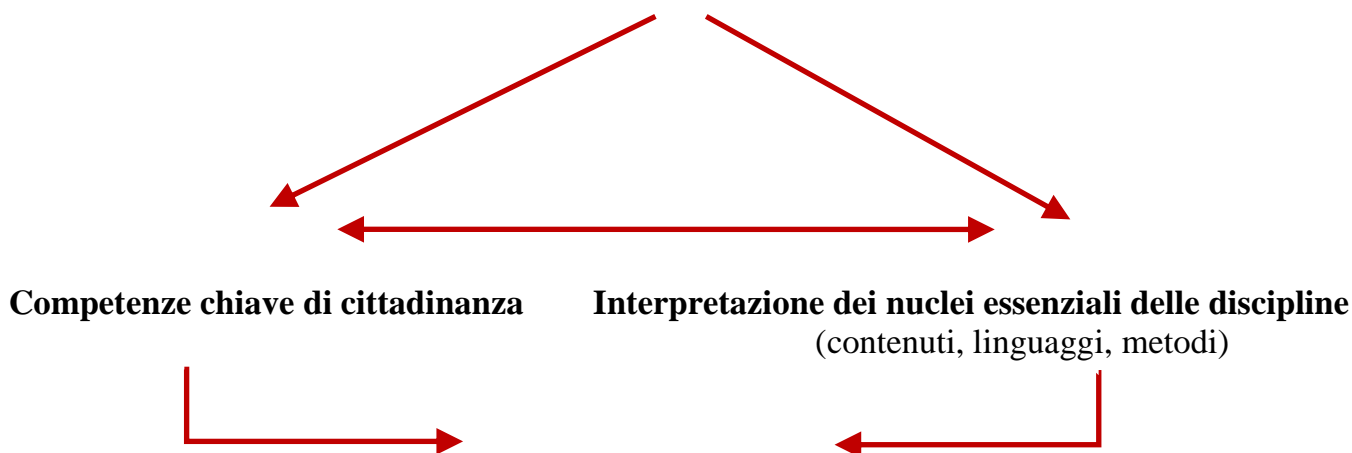 Competenze chiave di cittadinanza
Interpretazione dei nuclei essenziali delle discipline
(contenuti, linguaggi, metodi)